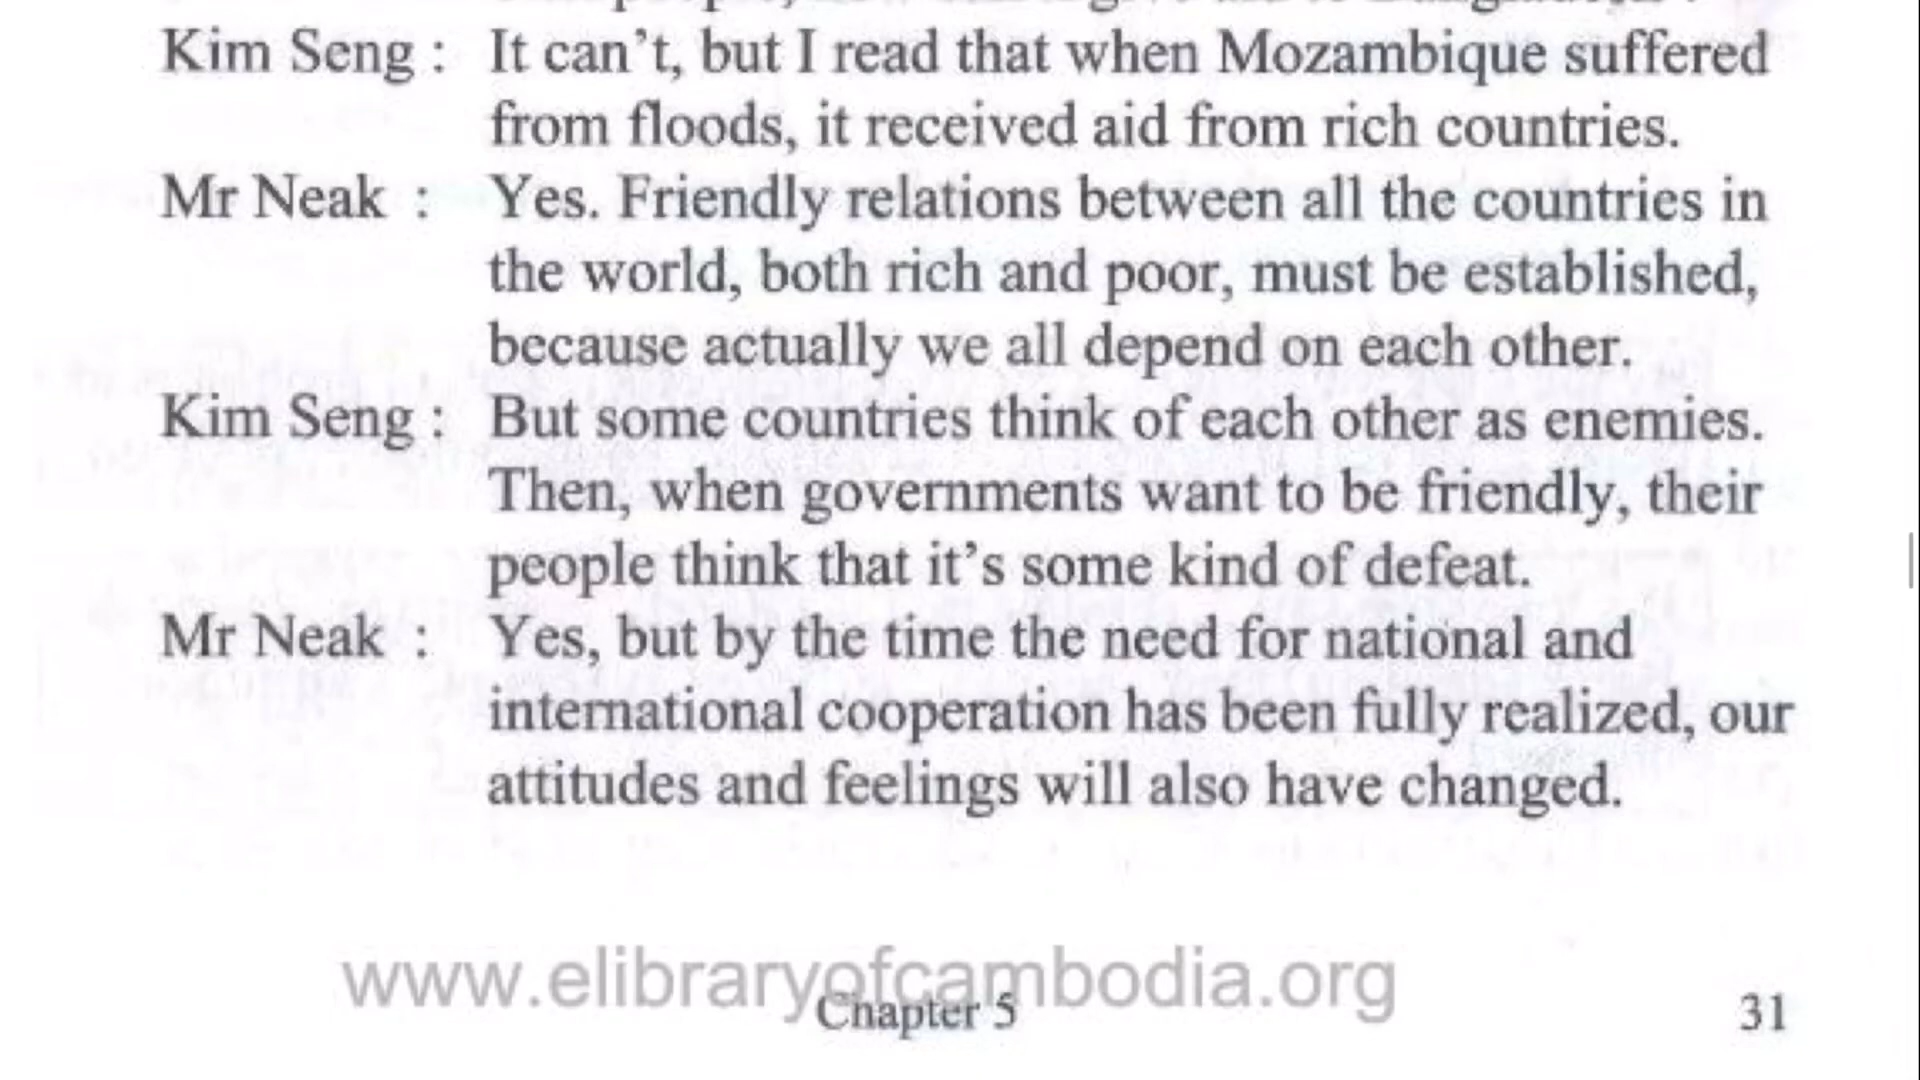 Kim Seng : It can’t, but I read that when Mozambique suffered
from floods, it received aid from rich countries.
Mr Neak : Yes. Friendly relations between all the countries in
the world, both rich and poor, must be established,
because actually we all depend on each other.
Kim Seng : But some countries think of each other as enemies.
Then, when governments want to be friendly, their
people think that it’s some kind of defeat.
Mr Neak : Yes, but by the time the need for national and
international cooperation has been fully realized, our
attitudes and feelings will also have changed.
www.elibraryofcambodia.org
Chapter 5 31